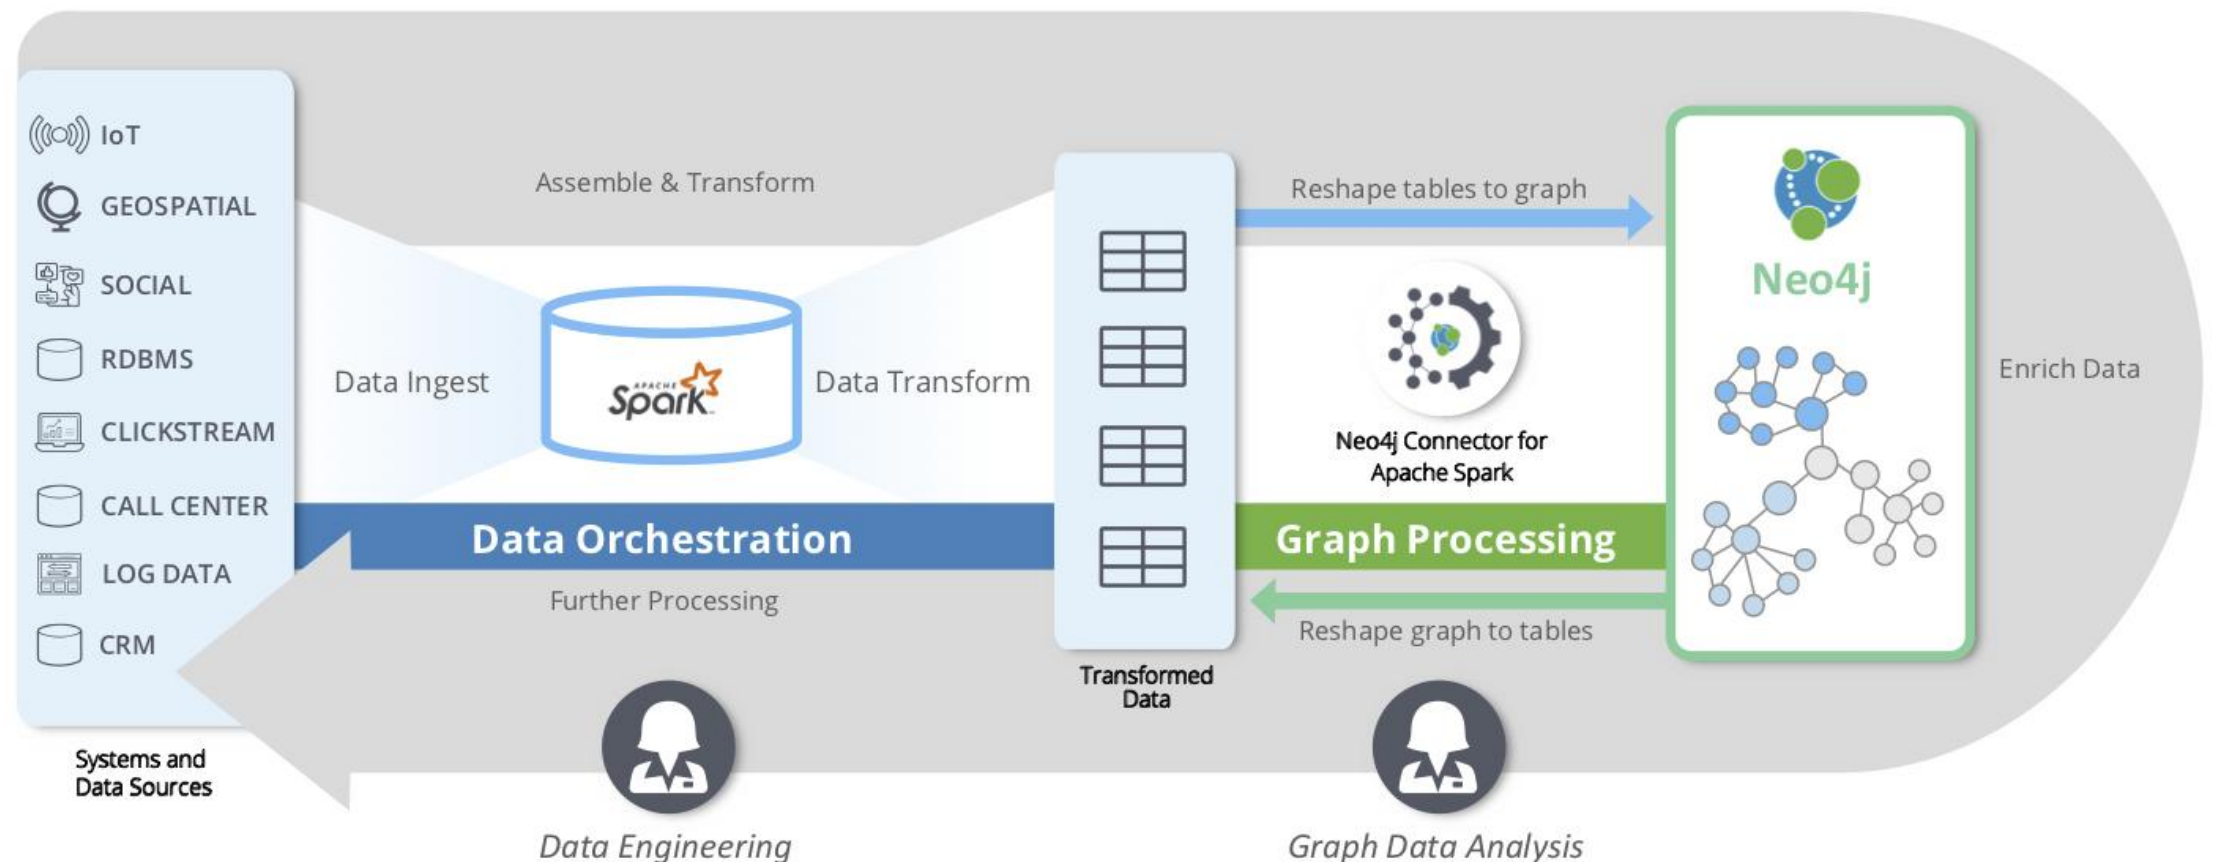 IoT
GEOSPATIAL
SOCIAL
RDBMS
CLICKSTREAM
CALL CENTER
LOG DATA
CRM
Systems and
Data Sources
Assemble & Transform
Data Ingest
APACHE
Spark™
Data Transform
Data Orchestration
Further Processing
Data Engineering
Transformed
Data
Reshape tables to graph
Neo4j Connector for
Apache Spark
Graph Processing
Reshape graph to tables
Graph Data Analysis
Neo4j
Enrich Data